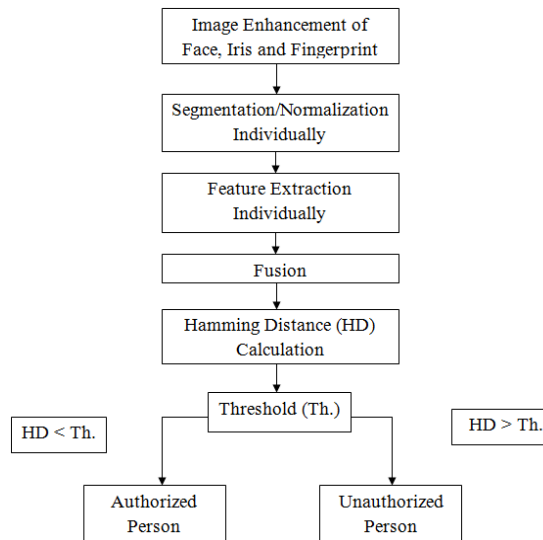 Image Enhancement of
Face, Iris and Fingerprint
Segmentation/Normalization
Individually
Feature Extraction
Individually
Fusion
Hamming Distance (HD)
Calculation
Threshold (Th.)
HD < Th.
HD > Th.
Authorized
Person
Unauthorized
Person